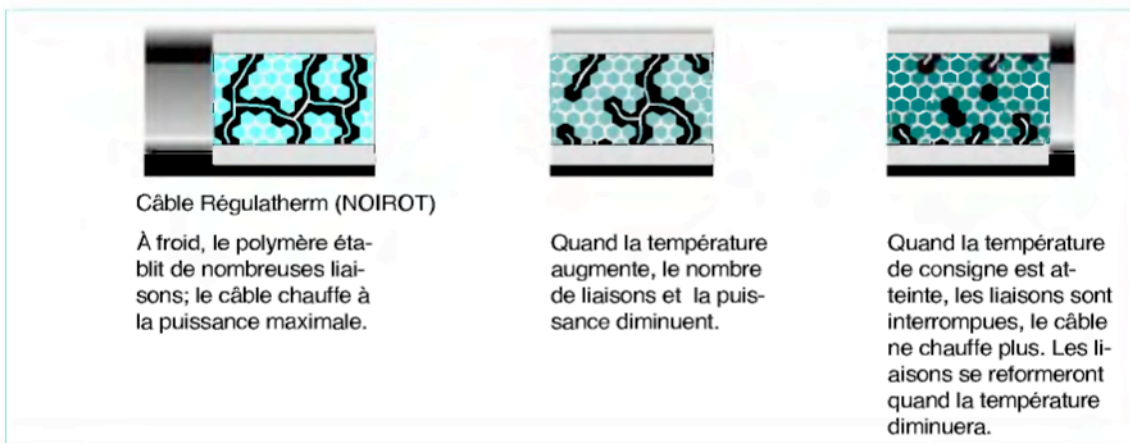 Câble Régulatherm (NOIROT)
À froid, le polymère éta-
blit de nombreuses liai-
sons; le câble chauffe à
la puissance maximale.
Quand la température
augmente, le nombre
de liaisons et la puis-
sance diminuent.
Quand la température
de consigne est at-
teinte, les liaisons sont
interrompues, le câble
ne chauffe plus. Les li-
aisons se reformeront
quand la température
diminuera.